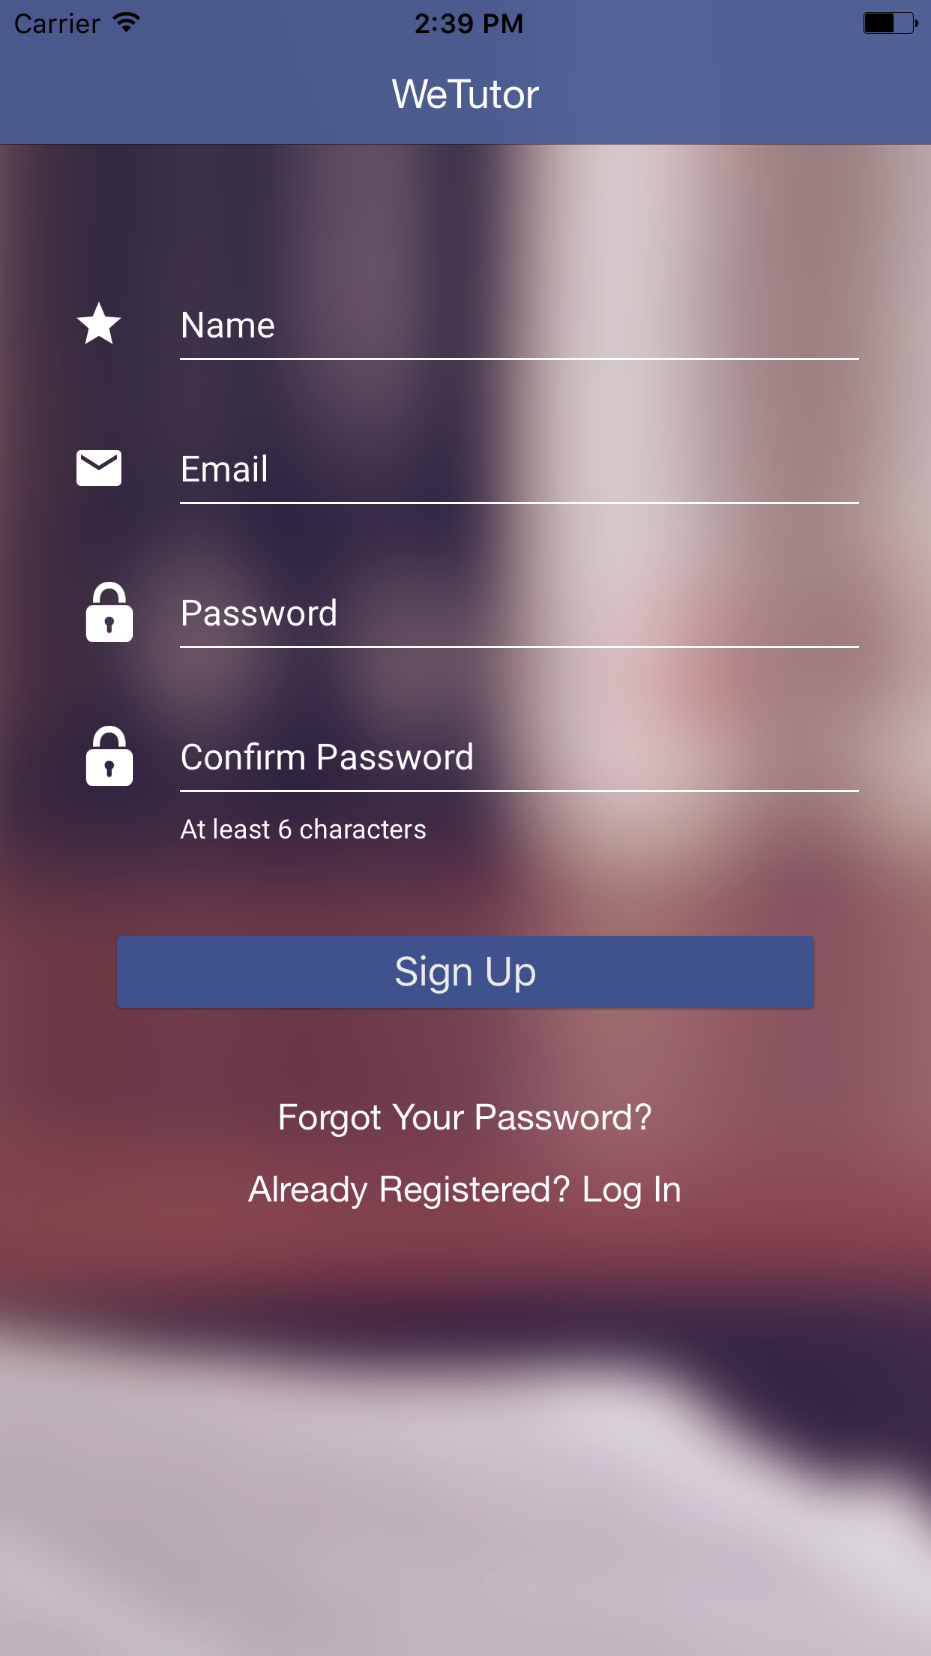 Carrier 2:39 PM
WeTutor
Name
Email
Password
Confirm Password
At least 6 characters
Sign Up
Forgot Your Password?
Already Registered? Log In